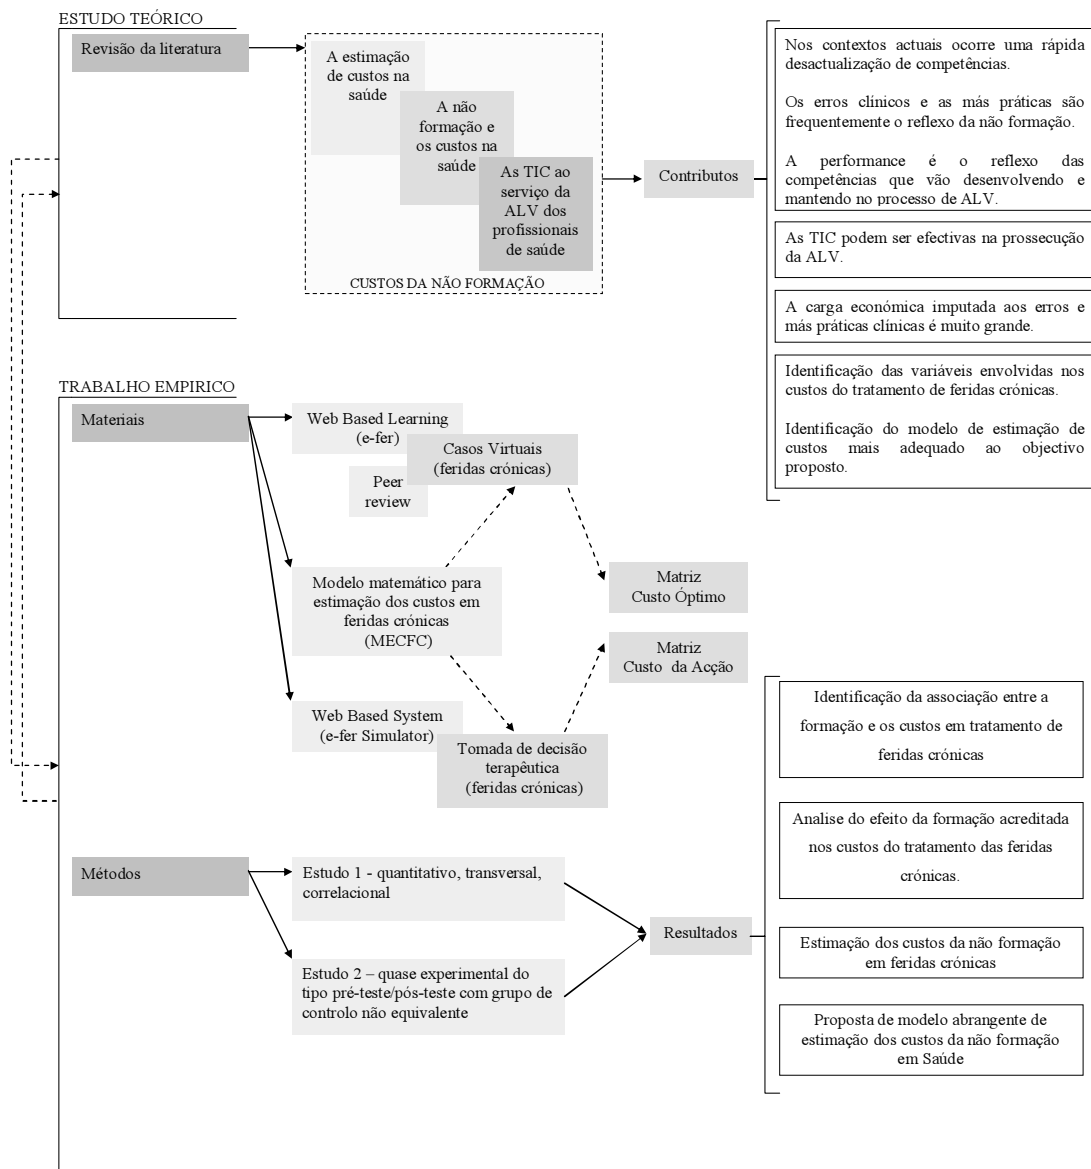 ESTUDO TEÓRICO
Revisão da literatura
A estimação
de custos na
saúde
A não
formação e
os custos na
saúde
As TIC ao
serviço da
ALV dos
profissionais
de saúde
CUSTOS DA NÃO FORMAÇÃO
Contributos
Nos contextos actuais ocorre uma rápida
desactualização de competências.
Os erros clínicos e as más práticas são
frequentemente o reflexo da não formação.
A performance é o reflexo das
competências que vão desenvolvendo e
mantendo no processo de ALV.
As TIC podem ser efectivas na prossecução
da ALV.
A carga económica imputada aos erros e
más práticas clínicas é muito grande.
Identificação das variáveis envolvidas nos
custos do tratamento de feridas crónicas.
Identificação do modelo de estimação de
custos mais adequado ao objectivo
proposto.
TRABALHO EMPIRICO
Materiais
Web Based Learning
(e-fer)
Peer
review
Casos Virtuais
(feridas crónicas)
Modelo matemático para
estimação dos custos em
feridas crónicas
(MECFC)
Matriz
Custo Óptimo
Matriz
Custo da Acção
Web Based System
(e-fer Simulator)
Tomada de decisão
terapêutica
(feridas crónicas)
Métodos
Estudo 1 - quantitativo, transversal,
correlacional
Estudo 2 – quase experimental do
tipo pré-teste/pós-teste com grupo de
controlo não equivalente
Resultados
Identificação da associação entre a
formação e os custos em tratamento de
feridas crónicas
Analise do efeito da formação acreditada
nos custos do tratamento das feridas
crónicas.
Estimação dos custos da não formação
em feridas crónicas
Proposta de modelo abrangente de
estimação dos custos da não formação
em Saúde